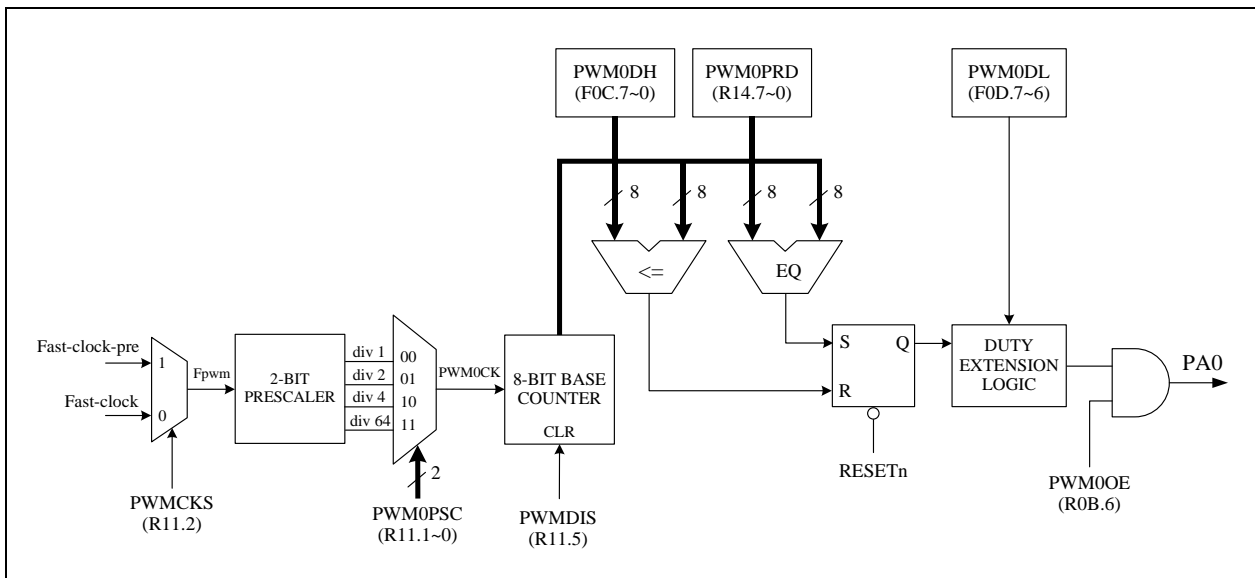 PWM0DH
(F0C.7~0)
PWM0PRD
(R14.7~0)
PWM0DL
(F0D.7~6)
8
8
8
8
<=
EQ
Fast-clock-pre
Fast-clock
1
0
Fpwm
2-BIT
PRESCALER
div 1
div 2
div 4
div 64
00
01
10
11
PWM0CK
8-BIT BASE
COUNTER
CLR
S
Q
R
DUTY
EXTENSION
LOGIC
PA0
PWMCKS
(R11.2)
2
PWM0PSC
(R11.1~0)
PWMDIS
(R11.5)
RESETn
PWM0OE
(R0B.6)